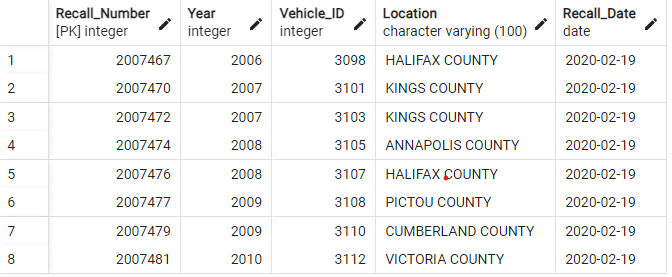 Recall_Number Year Vehicle_ID Location Recall_Date
[PK] integer integer integer character varying (100) date
1 2007467 2006 3098 HALIFAX COUNTY 2020-02-19
2 2007470 2007 3101 KINGS COUNTY 2020-02-19
3 2007472 2007 3103 KINGS COUNTY 2020-02-19
4 2007474 2008 3105 ANNAPOLIS COUNTY 2020-02-19
5 2007476 2008 3107 HALIFAX COUNTY 2020-02-19
6 2007477 2009 3108 PICTOU COUNTY 2020-02-19
7 2007479 2009 3110 CUMBERLAND COUNTY 2020-02-19
8 2007481 2010 3112 VICTORIA COUNTY 2020-02-19